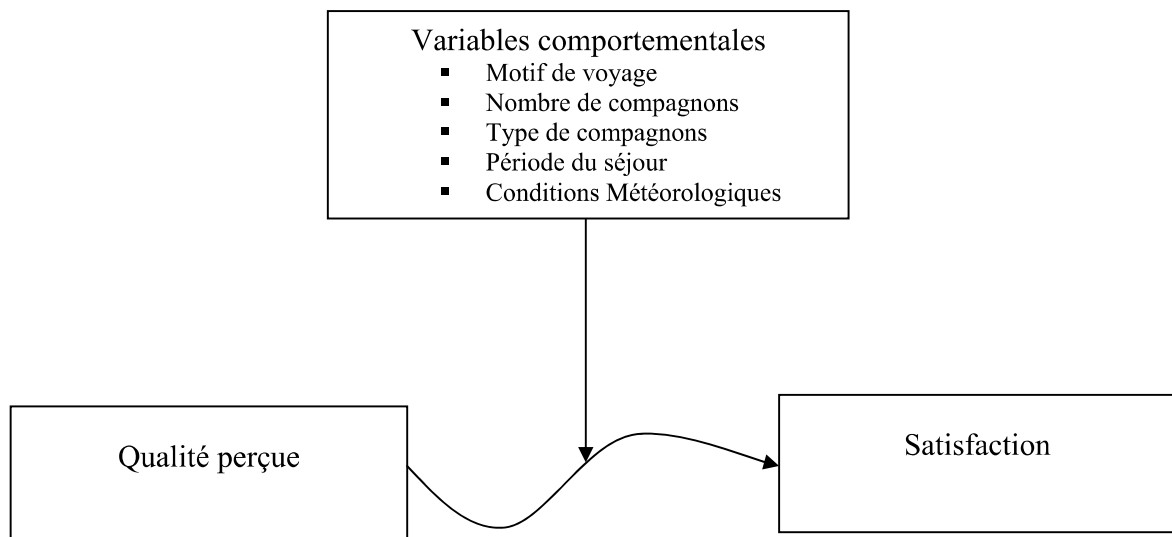 Variables comportementales
▪ Motif de voyage
▪ Nombre de compagnons
▪ Type de compagnons
▪ Période du séjour
▪ Conditions Météorologiques
Qualité perçue
Satisfaction